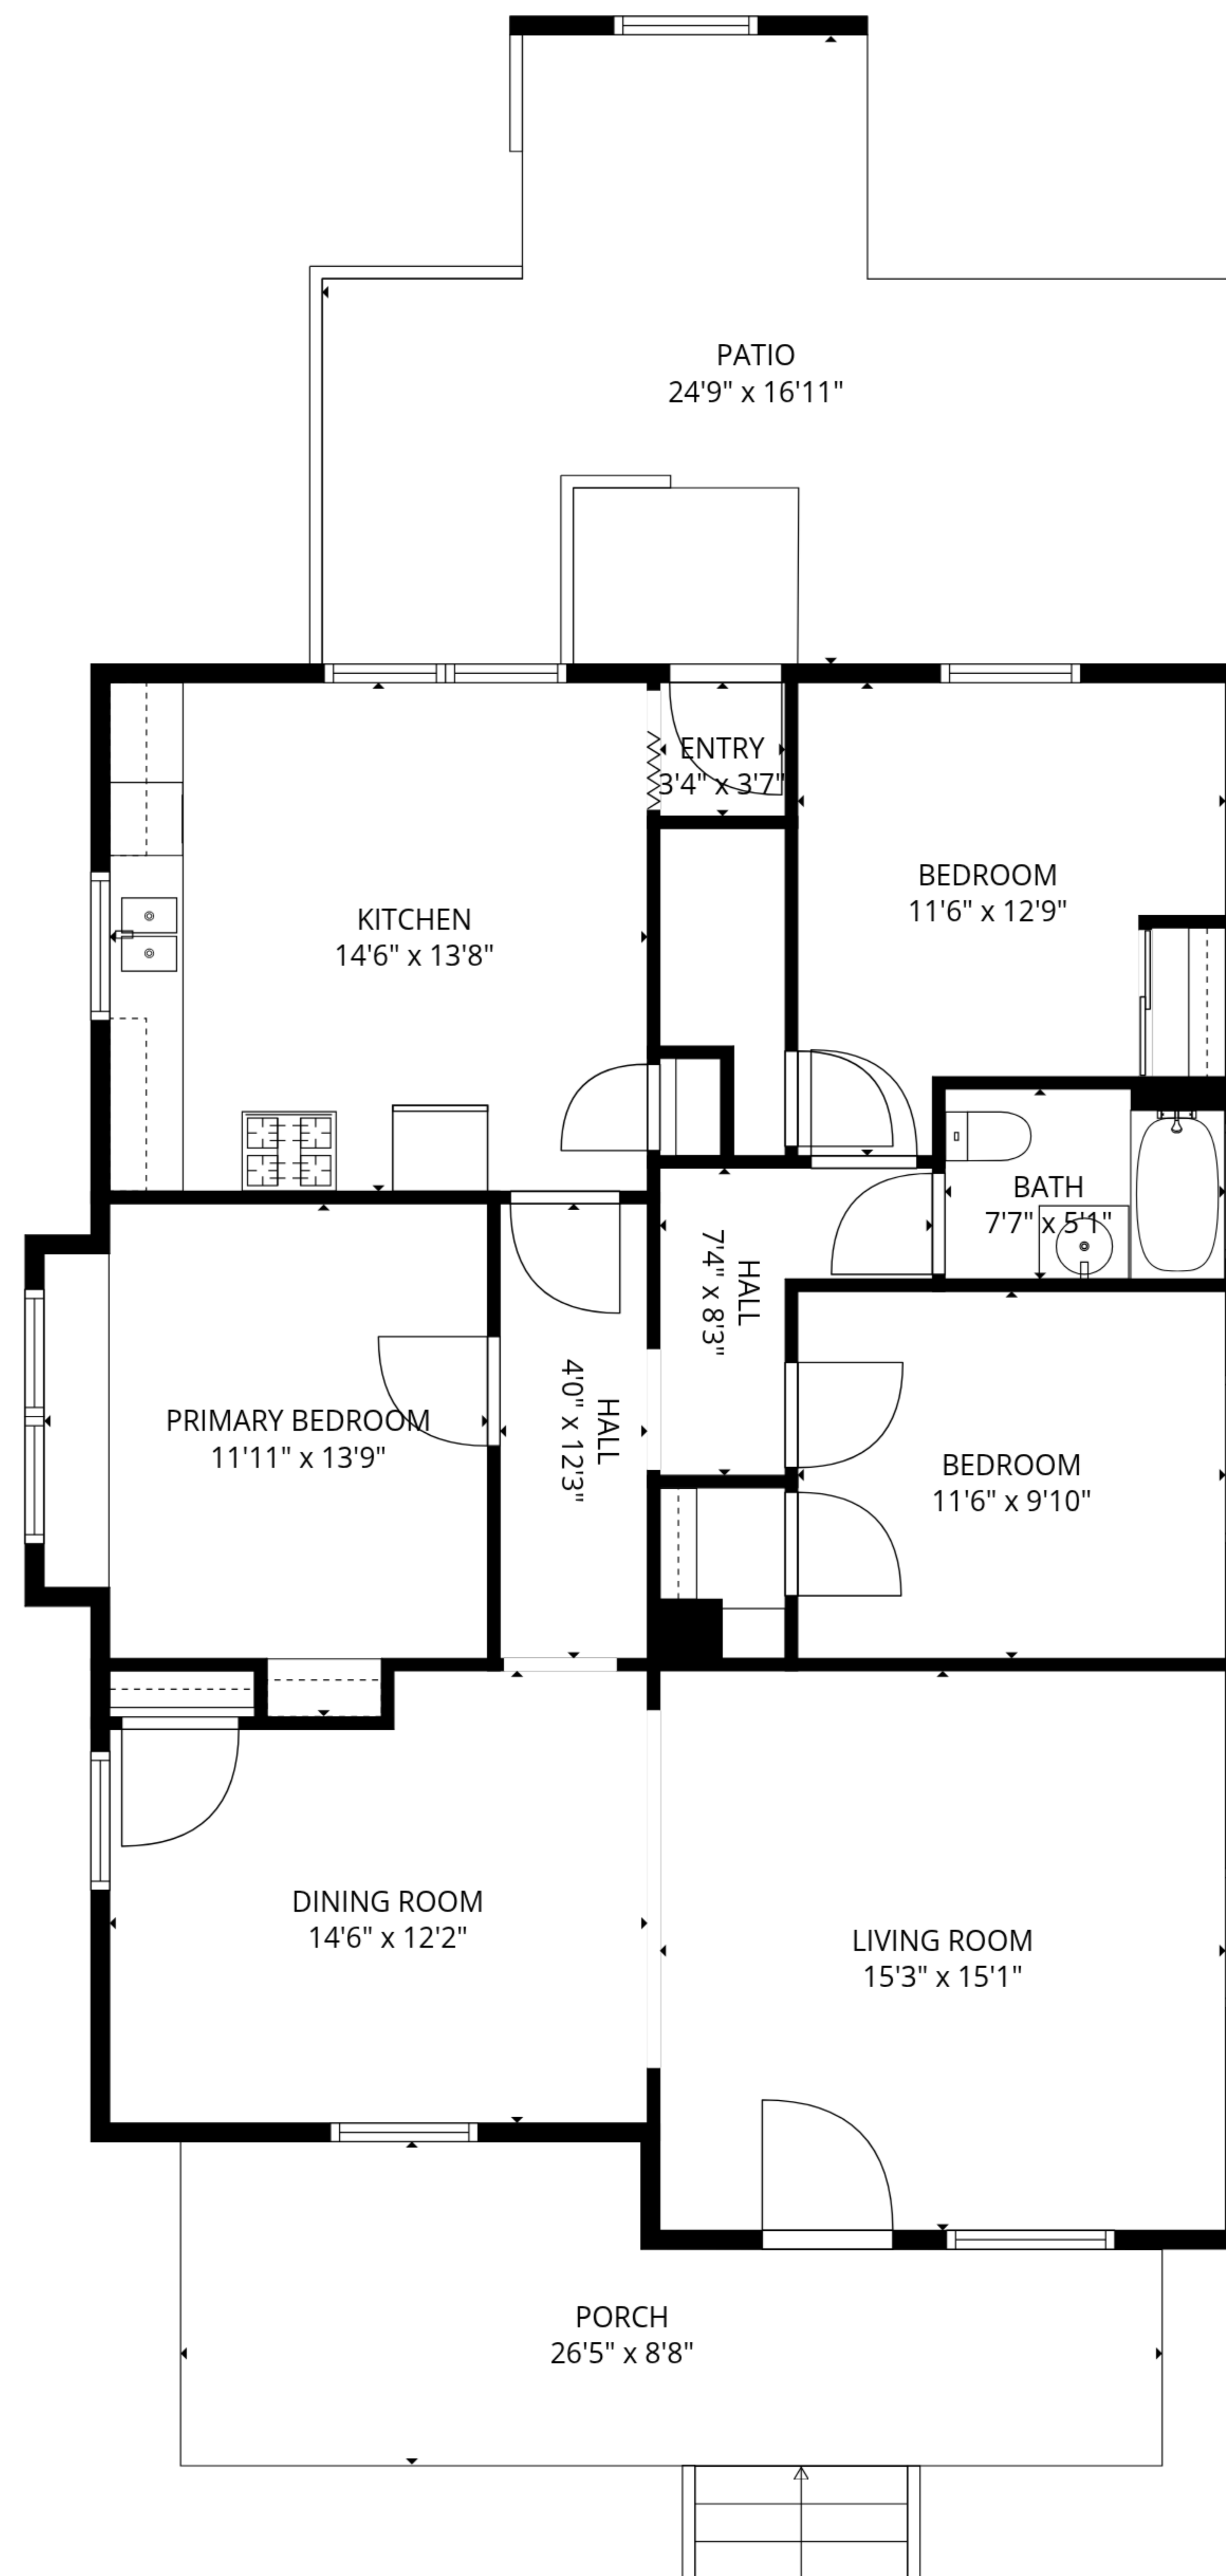 PATIO
24'9" x 16'11"
ENTRY
3'4" x 3'7"
BEDROOM
11'6" x 12'9"
KITCHEN
14'6" x 13'8"
BATH
7'7" x 5'1"
HALL
7'4" x 8'3"
HALL
4'0" x 12'3"
PRIMARY BEDROOM
11'11" x 13'9"
BEDROOM
11'6" x 9'10"
DINING ROOM
14'6" x 12'2"
LIVING ROOM
15'3" x 15'1"
PORCH
26'5" x 8'8"